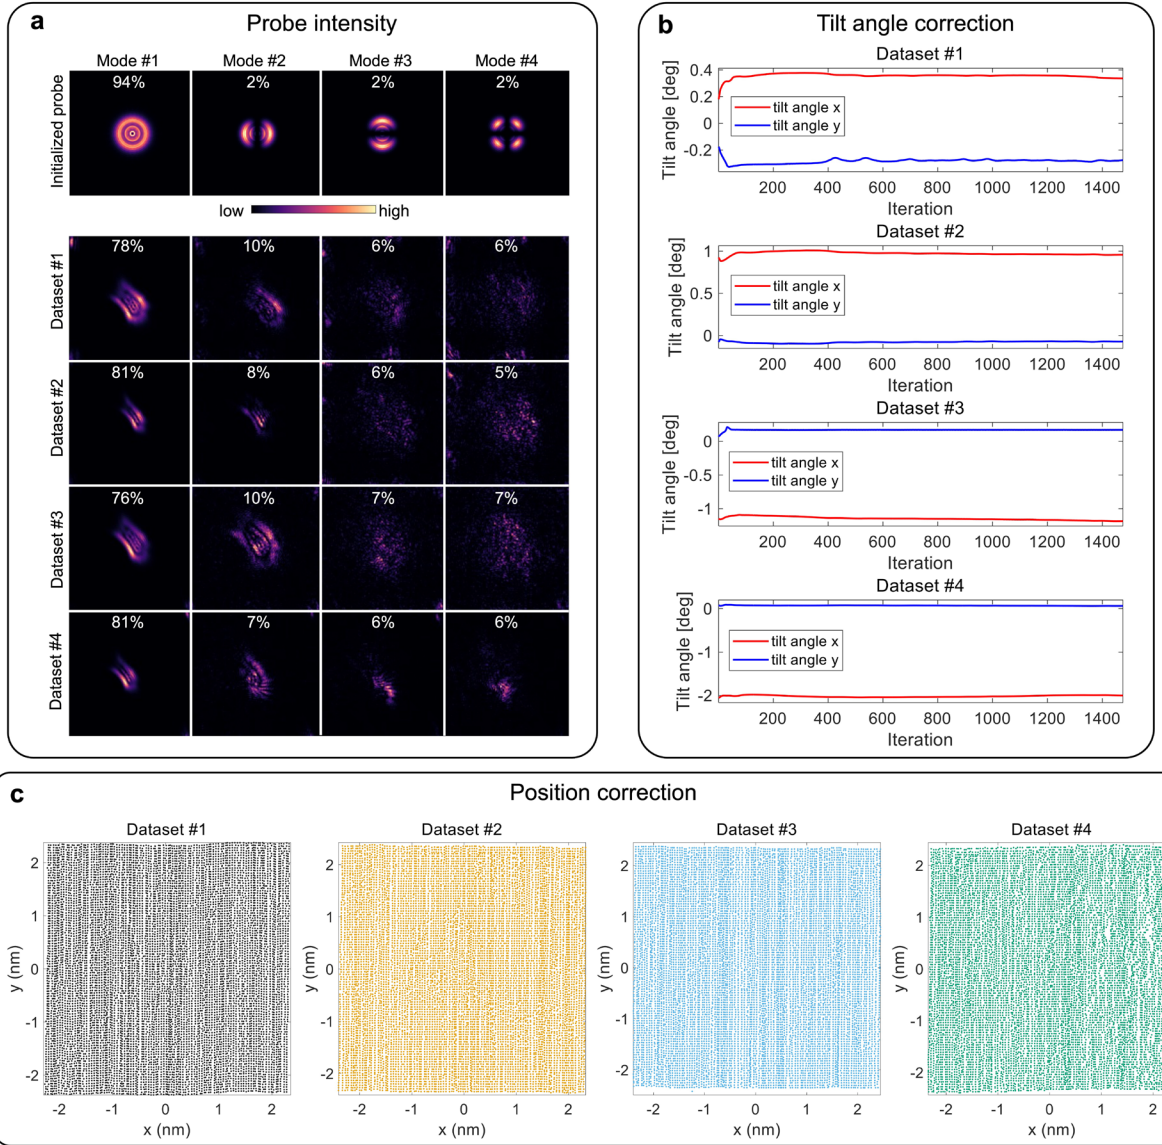 a
Probe intensity
Mode #1 Mode #2 Mode #3 Mode #4
Initialized probe
94% 2% 2% 2%
low high
Dataset #1
78% 10% 6% 6%
Dataset #2
81% 8% 6% 5%
Dataset #3
76% 10% 7% 7%
Dataset #4
81% 7% 6% 6%
b
Tilt angle correction
Dataset #1
Tilt angle [deg]
0.4
0.2
0
-0.2
tilt angle x
tilt angle y
200 400 600 800 1000 1200 1400
Iteration
Dataset #2
Tilt angle [deg]
1
0.5
0
tilt angle x
tilt angle y
200 400 600 800 1000 1200 1400
Iteration
Dataset #3
Tilt angle [deg]
0
-0.5
-1
tilt angle x
tilt angle y
200 400 600 800 1000 1200 1400
Iteration
Dataset #4
Tilt angle [deg]
0
-1
-2
tilt angle x
tilt angle y
200 400 600 800 1000 1200 1400
Iteration
c
Position correction
Dataset #1
y (nm)
2
1
0
-1
-2
-2 -1 0 1 2
x (nm)
Dataset #2
y (nm)
2
1
0
-1
-2
-2 -1 0 1 2
x (nm)
Dataset #3
y (nm)
2
1
0
-1
-2
-2 -1 0 1 2
x (nm)
Dataset #4
y (nm)
2
1
0
-1
-2
-2 -1 0 1 2
x (nm)